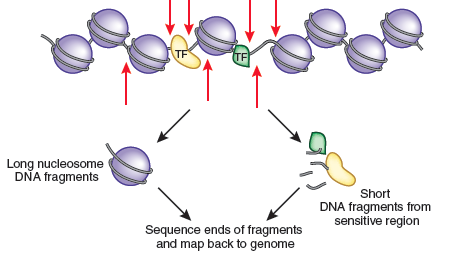 TF
TF
Long nucleosome
DNA fragments
Short
DNA fragments from
sensitive region
Sequence ends of fragments
and map back to genome